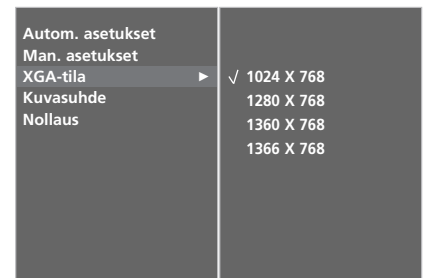 Autom. asetukset
Man. asetukset
XGA-tila ►
Kuvasuhde
Nollaus
√ 1024 X 768
1280 X 768
1360 X 768
1366 X 768